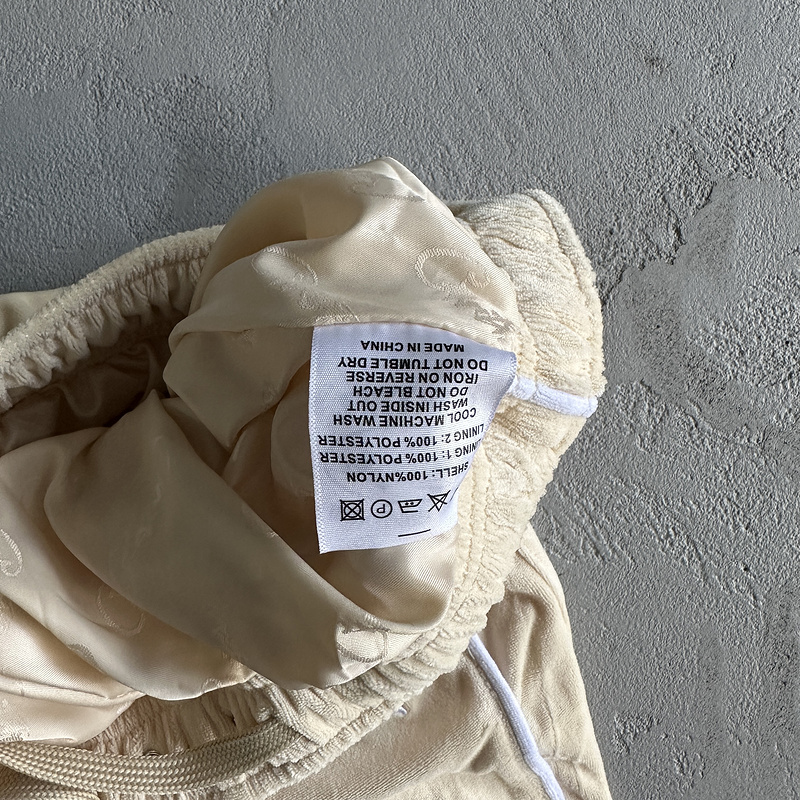 SHELL: 100%NYLON
LINING 1: 100% POLYESTER
LINING 2: 100% POLYESTER
COOL MACHINE WASH
WASH INSIDE OUT
DO NOT BLEACH
IRON ON REVERSE
DO NOT TUMBLE DRY
MADE IN CHINA